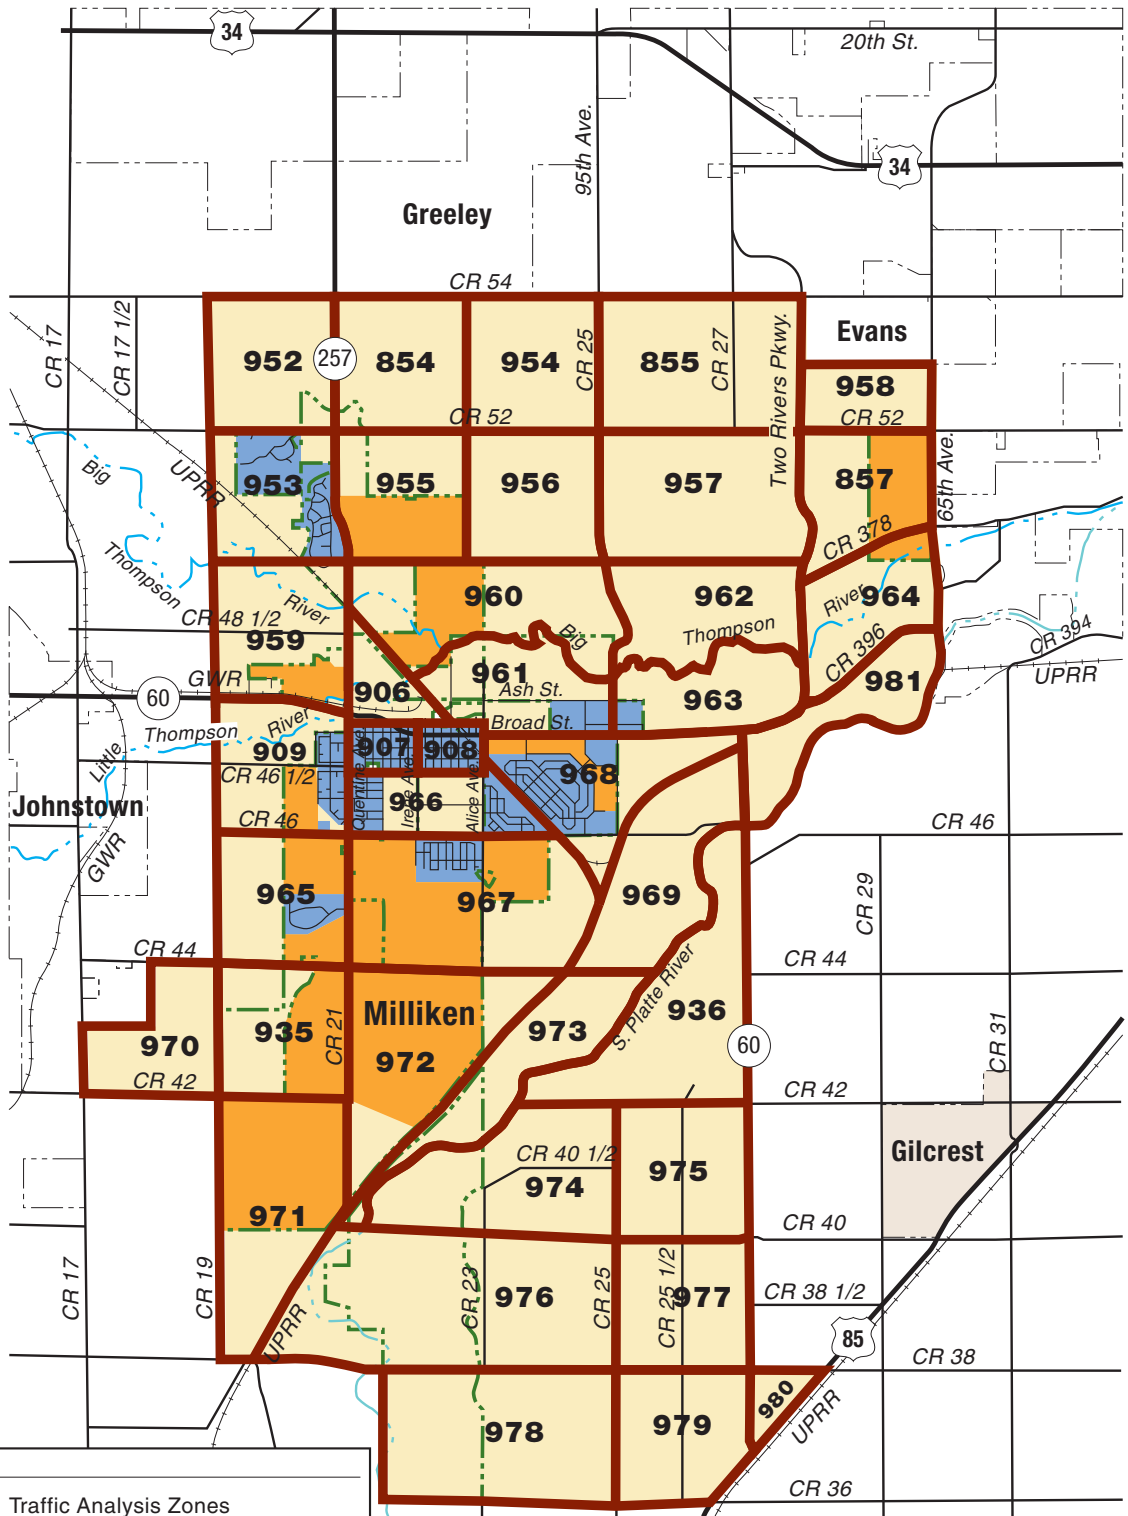 34
20th St.
95th Ave.
34
Greeley
CR 54
CR 17
CR 17 1/2
952
257
854
954
CR 25
855
CR 27
Two Rivers Pkwy.
Evans
958
CR 52
CR 52
Big
UPRR
953
955
956
957
857
65th Ave.
CR 378
Thompson
River
CR 48 1/2
959
960
Big
962
Thompson
River
964
CR 396
CR 394
UPRR
GWR
60
906
961
Ash St.
963
981
River
Thompson
Broad St.
Little
909
Quentine Ave.
907
Irene Ave.
908
Alice Ave.
968
CR 46 1/2
Johnstown
966
CR 46
CR 46
GWR
965
967
969
CR 29
CR 44
CR 44
Milliken
S. Platte River
936
970
935
CR 21
972
973
60
CR 31
CR 42
CR 42
Gilcrest
CR 40 1/2
974
975
971
CR 40
CR 17
CR 19
UPRR
CR 23
976
CR 25
CR 25 1/2
977
CR 38 1/2
85
CR 38
978
979
980
UPRR
CR 36
Traffic Analysis Zones